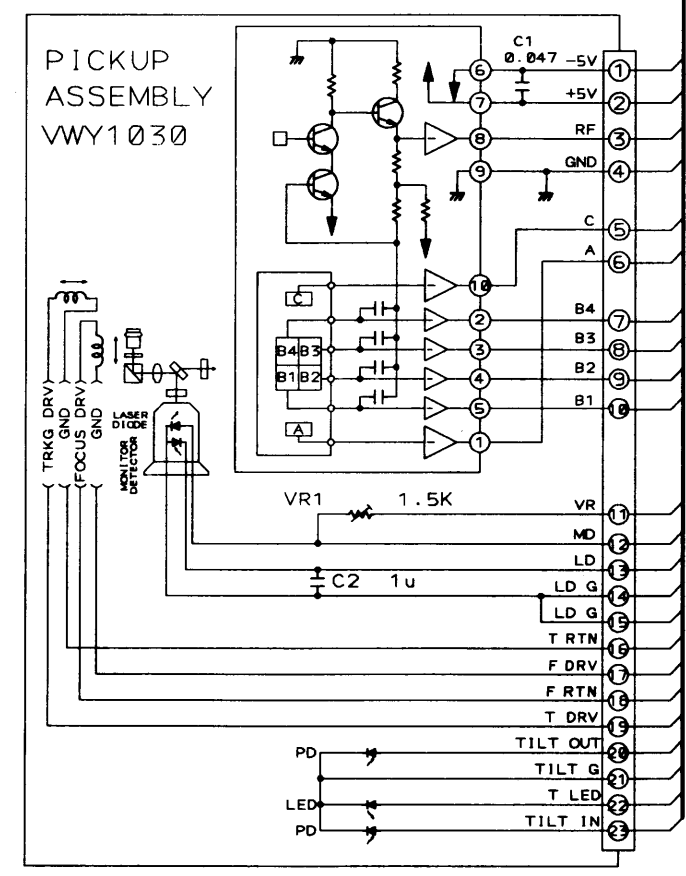 PICKUP
ASSEMBLY
VWY1030
C1
0.047
-5V
+5V
RF
GND
C
A
B4
B3
B2
B1
6
7
8
9
10
2
3
4
5
1
C
B4 B3
B1 B2
A
1
2
3
4
5
6
7
8
9
10
11
12
13
14
15
16
17
18
19
20
21
22
23
TRKG DRV
GND
FOCUS DRV
GND
LASER
DIODE
MONITOR
DETECTOR
VR1
1.5K
VR
MD
LD
C2 1u
LD G
LD G
T RTN
F DRV
F RTN
T DRV
TILT OUT
TILT G
T LED
TILT IN
PD
LED
PD